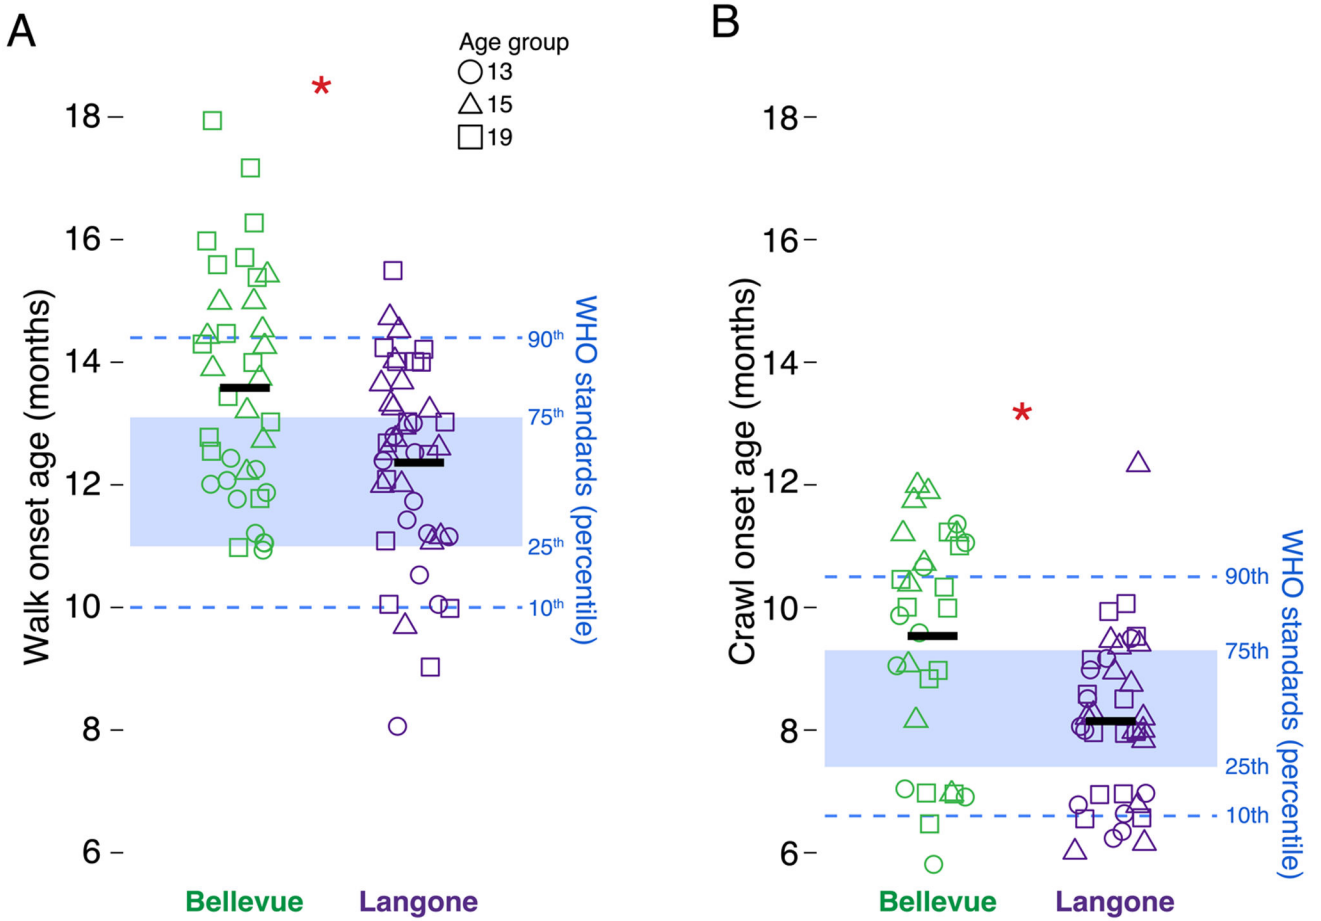 A
Age group
13
15
19
*
18
16
14
12
10
8
6
Walk onset age (months)
90th
75th
25th
10th
WHO standards (percentile)
Bellevue
Langone
B
*
18
16
14
12
10
8
6
Crawl onset age (months)
90th
75th
25th
10th
WHO standards (percentile)
Bellevue
Langone